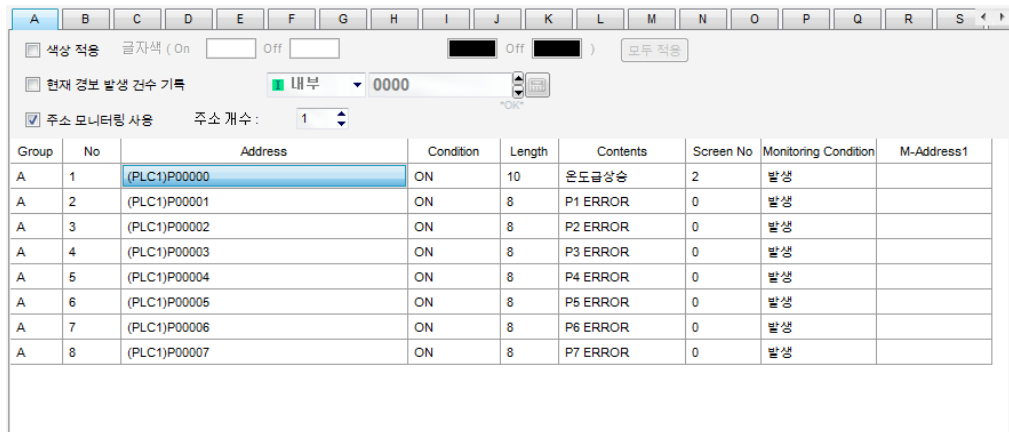 A B C D E F G H I J K L M N O P Q R S
색상 적용 글자색 ( On Off Off ) 모두 적용
현재 경보 발생 건수 기록 I 내부 0000
*OK*
주소 모니터링 사용 주소 개수 : 1
Group No Address Condition Length Contents Screen No Monitoring Condition M-Address1
A 1 (PLC1)P00000 ON 10 온도급상승 2 발생
A 2 (PLC1)P00001 ON 8 P1 ERROR 0 발생
A 3 (PLC1)P00002 ON 8 P2 ERROR 0 발생
A 4 (PLC1)P00003 ON 8 P3 ERROR 0 발생
A 5 (PLC1)P00004 ON 8 P4 ERROR 0 발생
A 6 (PLC1)P00005 ON 8 P5 ERROR 0 발생
A 7 (PLC1)P00006 ON 8 P6 ERROR 0 발생
A 8 (PLC1)P00007 ON 8 P7 ERROR 0 발생